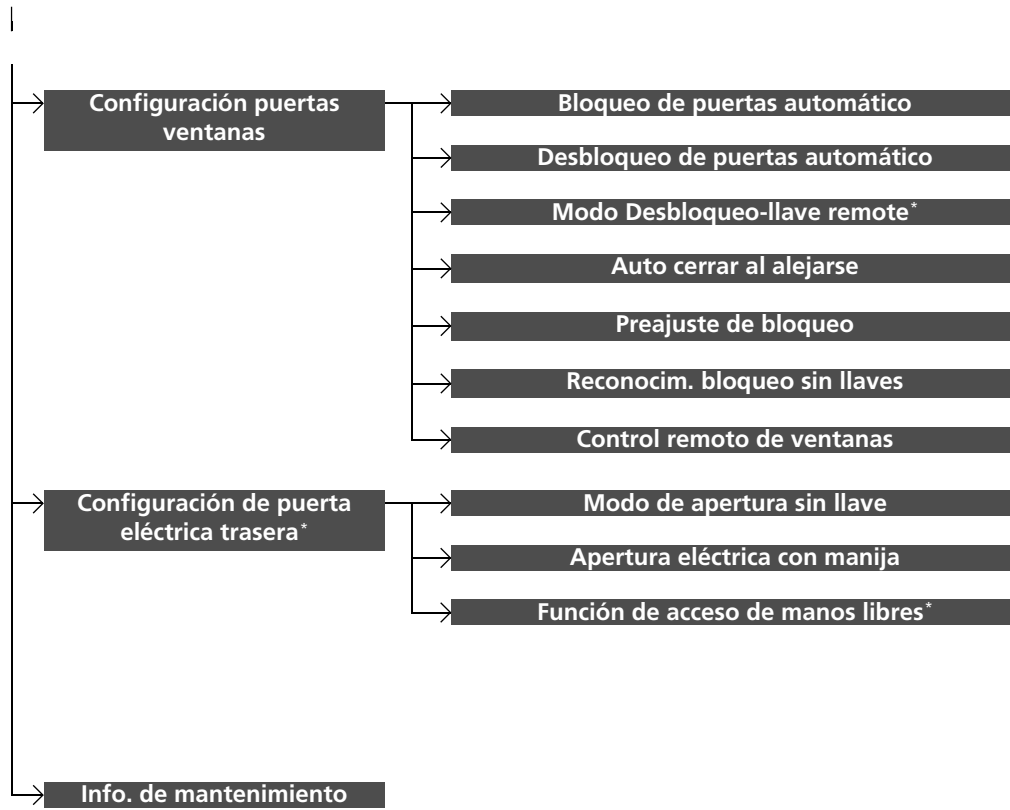 Configuración puertas
ventanas
Bloqueo de puertas automático
Desbloqueo de puertas automático
Modo Desbloqueo-llave remote*
Auto cerrar al alejarse
Preajuste de bloqueo
Reconocim. bloqueo sin llaves
Control remoto de ventanas
Configuración de puerta
eléctrica trasera*
Modo de apertura sin llave
Apertura eléctrica con manija
Función de acceso de manos libres*
Info. de mantenimiento